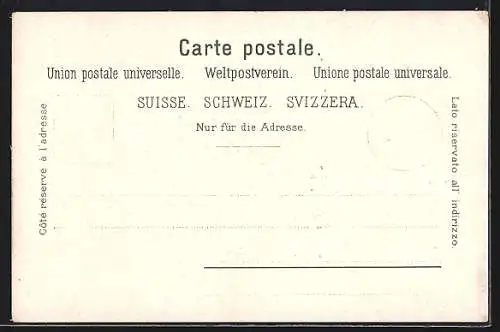 Carte postale.
Union postale universelle. Weltpostverein. Unione postale universale.
SUISSE. SCHWEIZ. SVIZZERA.
Nur für die Adresse.
Côté réservé à l'adresse
Lato riservato all' indirizzo.